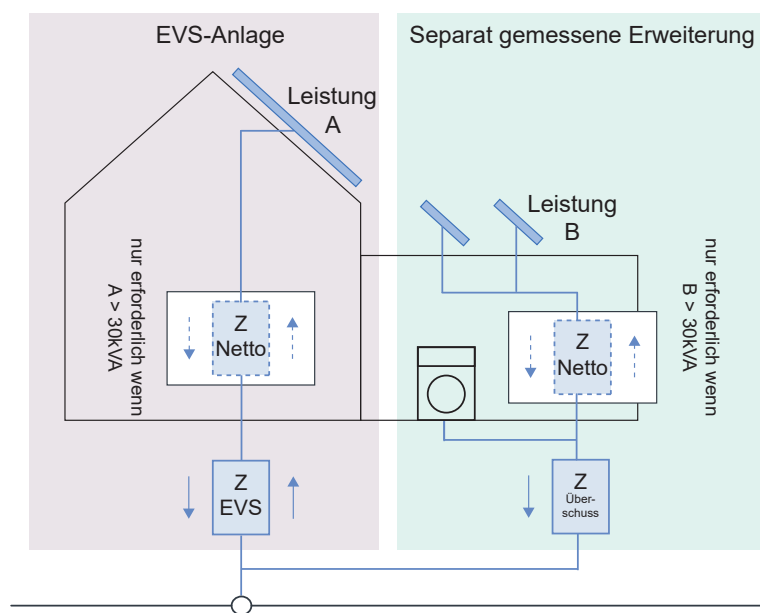 EVS-Anlage
Separat gemessene Erweiterung
Leistung
A
Leistung
B
nur erforderlich wenn
A > 30kVA
Z
Netto
Z
Netto
nur erforderlich wenn
B > 30kVA
Z
EVS
Z
Über-
schuss